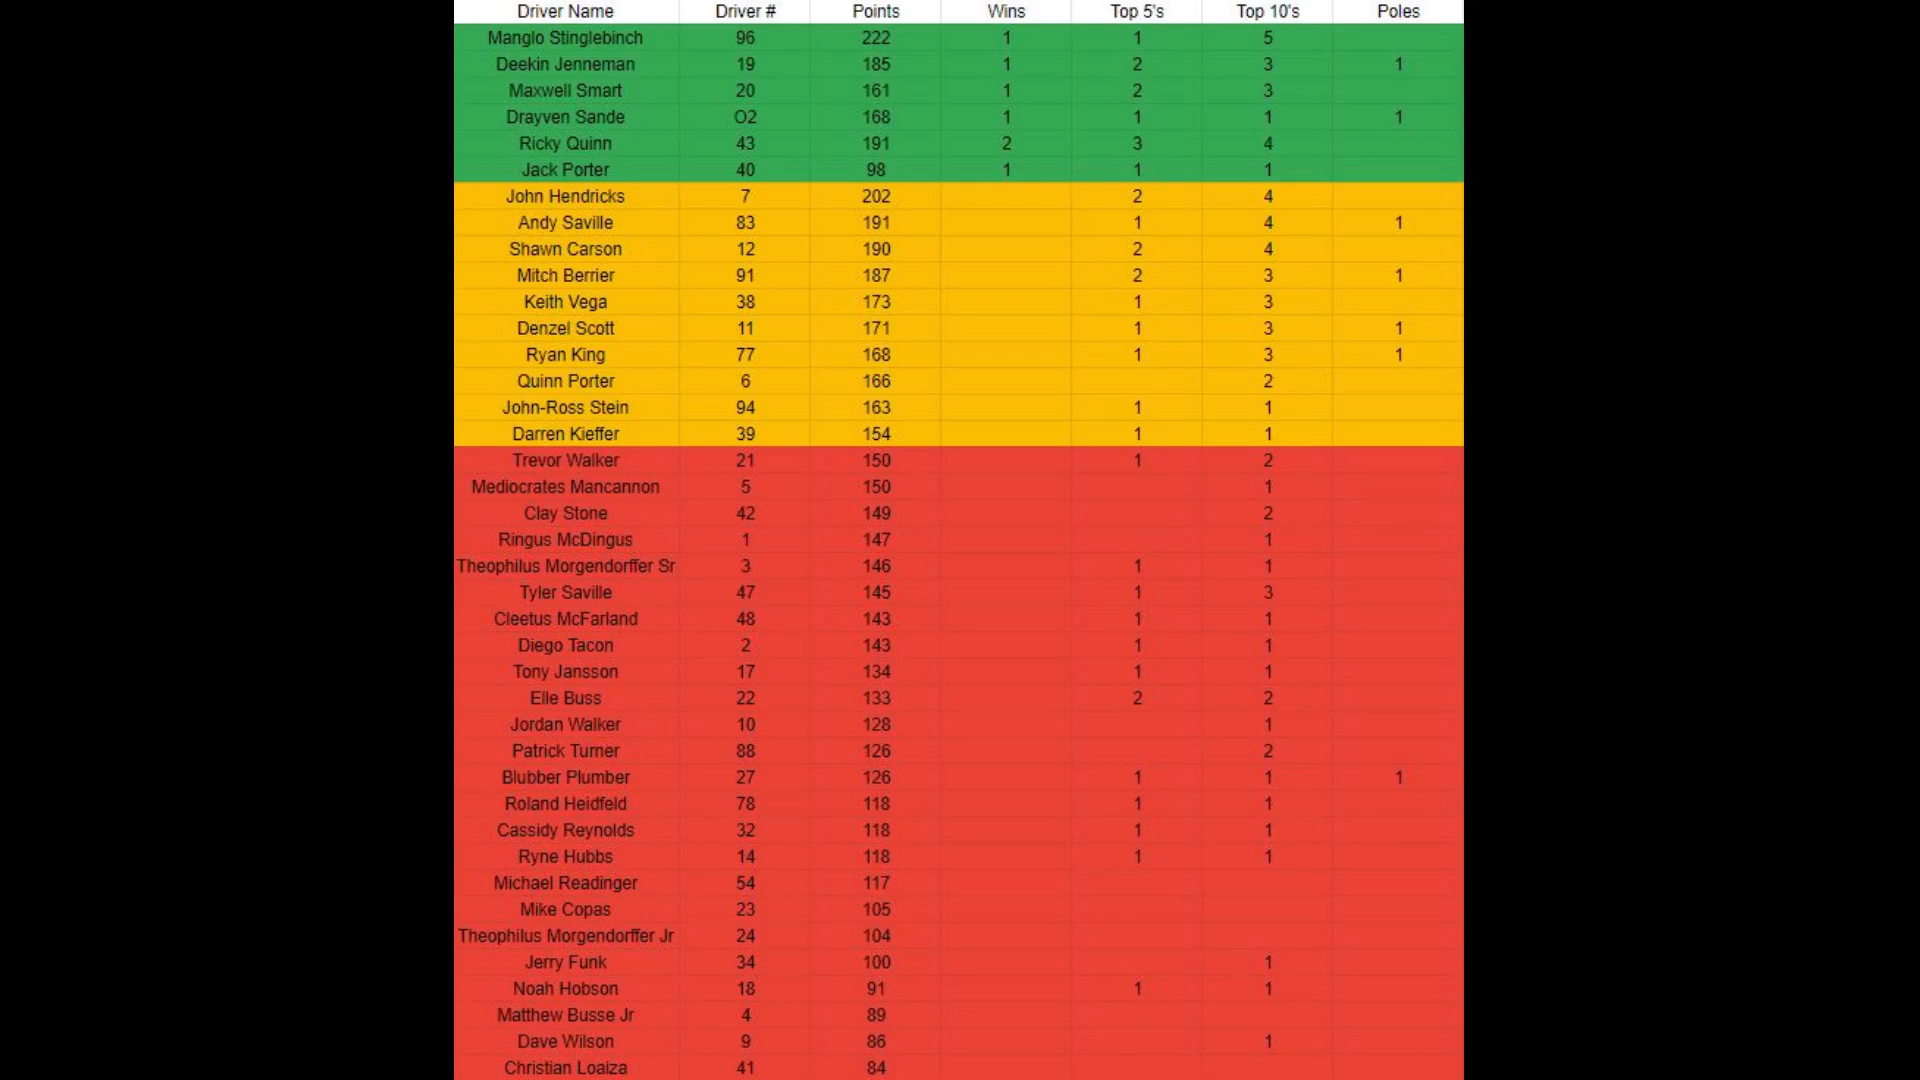 Driver Name Driver # Points Wins Top 5's Top 10's Poles
Manglo Stinglebinch 96 222 1 1 5
Deekin Jenneman 19 185 1 2 3 1
Maxwell Smart 20 161 1 2 3
Drayven Sande O2 168 1 1 1 1
Ricky Quinn 43 191 2 3 4
Jack Porter 40 98 1 1 1
John Hendricks 7 202 2 4
Andy Saville 83 191 1 4 1
Shawn Carson 12 190 2 4
Mitch Berrier 91 187 2 3 1
Keith Vega 38 173 1 3
Denzel Scott 11 171 1 3 1
Ryan King 77 168 1 3 1
Quinn Porter 6 166 2
John-Ross Stein 94 163 1 1
Darren Kieffer 39 154 1 1
Trevor Walker 21 150 1 2
Mediocrates Mancannon 5 150 1
Clay Stone 42 149 2
Ringus McDingus 1 147 1
Theophilus Morgendorffer Sr 3 146 1 1
Tyler Saville 47 145 1 3
Cleetus McFarland 48 143 1 1
Diego Tacon 2 143 1 1
Tony Jansson 17 134 1 1
Elle Buss 22 133 2 2
Jordan Walker 10 128 1
Patrick Turner 88 126 2
Blubber Plumber 27 126 1 1 1
Roland Heidfeld 78 118 1 1
Cassidy Reynolds 32 118 1 1
Ryne Hubbs 14 118 1 1
Michael Readinger 54 117
Mike Copas 23 105
Theophilus Morgendorffer Jr 24 104
Jerry Funk 34 100 1
Noah Hobson 18 91 1 1
Matthew Busse Jr 4 89
Dave Wilson 9 86 1
Christian Loaiza 41 84